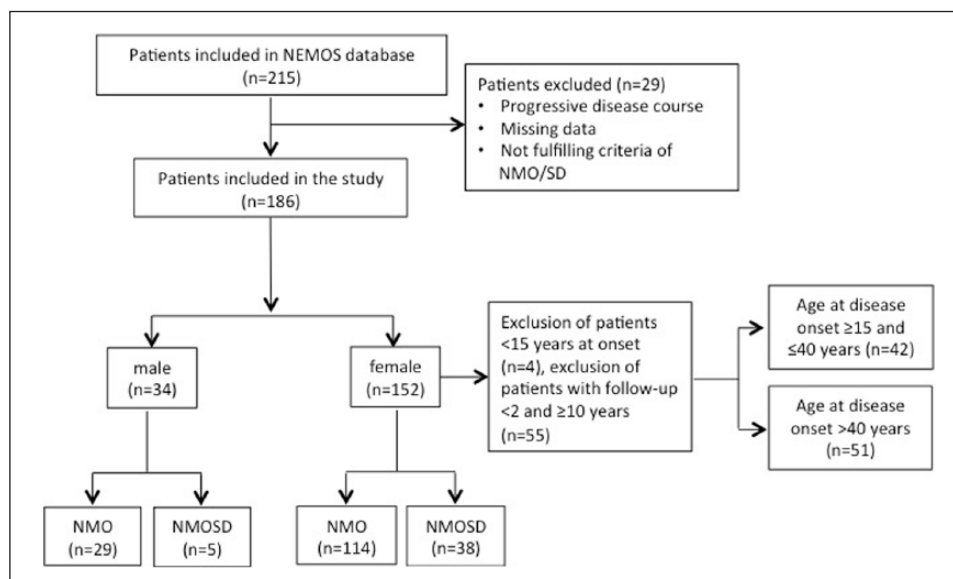 Patients included in NEMOS database
(n=215)
Patients excluded (n=29)
• Progressive disease course
• Missing data
• Not fulfilling criteria of
NMO/SD
Patients included in the study
(n=186)
male
(n=34)
female
(n=152)
Exclusion of patients
<15 years at onset
(n=4), exclusion of
patients with follow-up
<2 and ≥10 years
(n=55)
Age at disease
onset ≥15 and
≤40 years (n=42)
Age at disease
onset >40 years
(n=51)
NMO
(n=29)
NMOSD
(n=5)
NMO
(n=114)
NMOSD
(n=38)